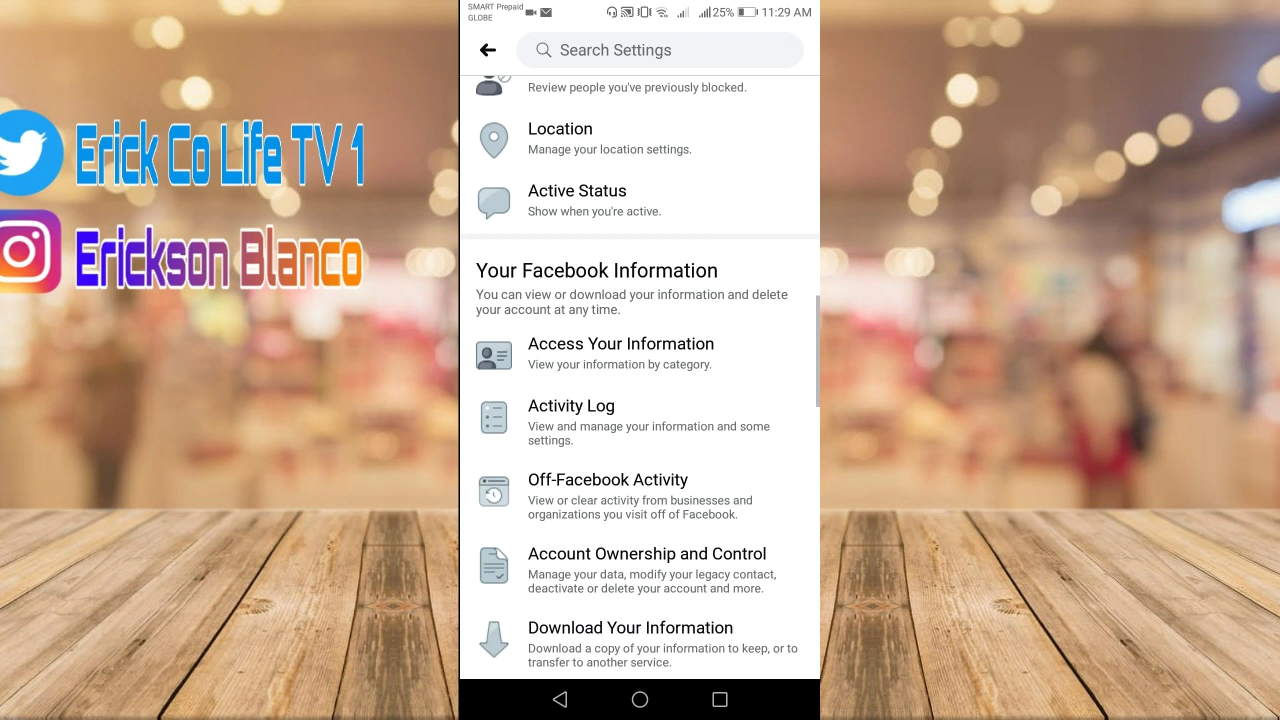 SMART Prepaid
GLOBE
25%
11:29 AM
Search Settings
Review people you've previously blocked.
Location
Manage your location settings.
Active Status
Show when you're active.
Your Facebook Information
You can view or download your information and delete
your account at any time.
Access Your Information
View your information by category.
Activity Log
View and manage your information and some
settings.
Off-Facebook Activity
View or clear activity from businesses and
organizations you visit off of Facebook.
Account Ownership and Control
Manage your data, modify your legacy contact,
deactivate or delete your account and more.
Download Your Information
Download a copy of your information to keep, or to
transfer to another service.
Erick Co Life TV 1
Erickson Blanco